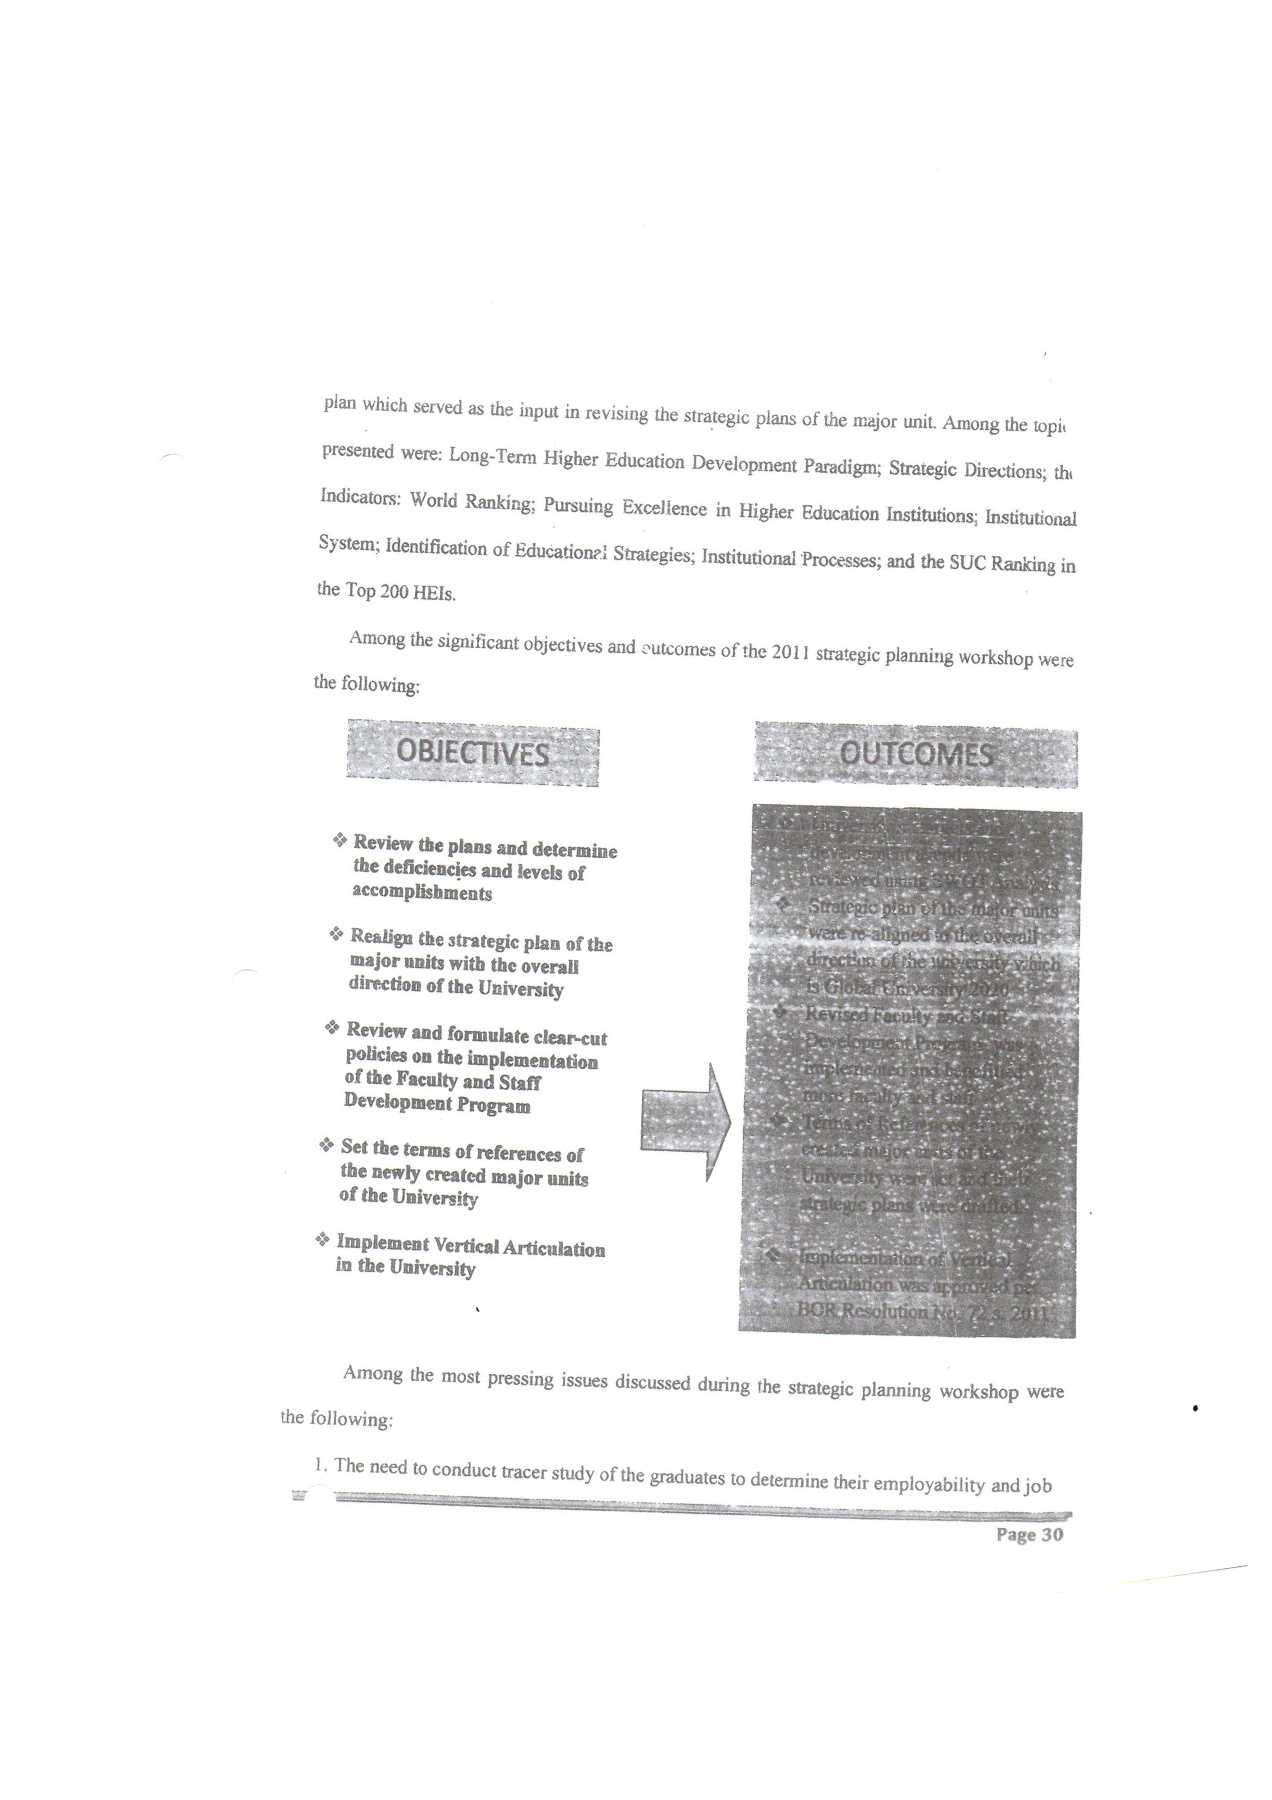 plan which served as the input in revising the strategic plans of the major unit. Among the topi
presented were: Long-Term Higher Education Development Paradigm; Strategic Directions; th
Indicators: World Ranking; Pursuing Excellence in Higher Education Institutions; Institutional
System; Identification of Educational Strategies; Institutional Processes; and the SUC Ranking in
the Top 200 HEIs.
Among the significant objectives and outcomes of the 2011 strategic planning workshop were
the following:
OBJECTIVES
❖ Review the plans and determine
the deficiencies and levels of
accomplishments
❖ Realign the strategic plan of the
major units with the overall
direction of the University
❖ Review and formulate clear-cut
policies on the implementation
of the Faculty and Staff
Development Program
❖ Set the terms of references of
the newly created major units
of the University
❖ Implement Vertical Articulation
in the University
OUTCOMES
reviewed using SWOT Analysis
❖ Strategic plan of the major units
were re-aligned to the overall
direction of the university which
is Global University 2020
❖ Revised Faculty and Staff
Development Program was
implemented and benefitted
more faculty and staff
❖ Terms of References of newly
created major units of the
University were set and their
strategic plans were drafted.
❖ Implementation of Vertical
Articulation was approved per
BOR Resolution No. 72 s. 2011
Among the most pressing issues discussed during the strategic planning workshop were
the following:
1. The need to conduct tracer study of the graduates to determine their employability and job
Page 30